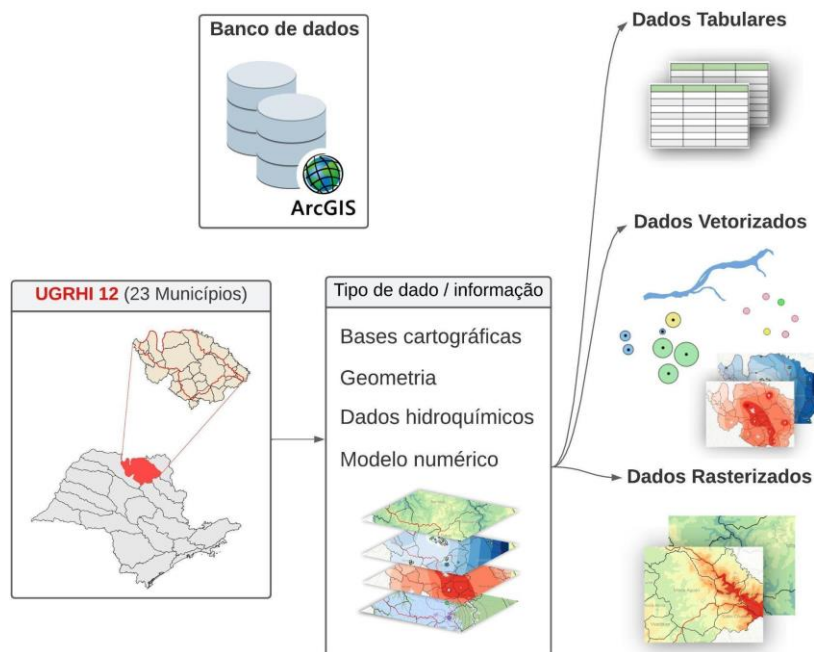 Banco de dados
ArcGIS
UGRHI 12 (23 Municípios)
Tipo de dado / informação
Bases cartográficas
Geometria
Dados hidroquímicos
Modelo numérico
Dados Tabulares
Dados Vetorizados
Dados Rasterizados